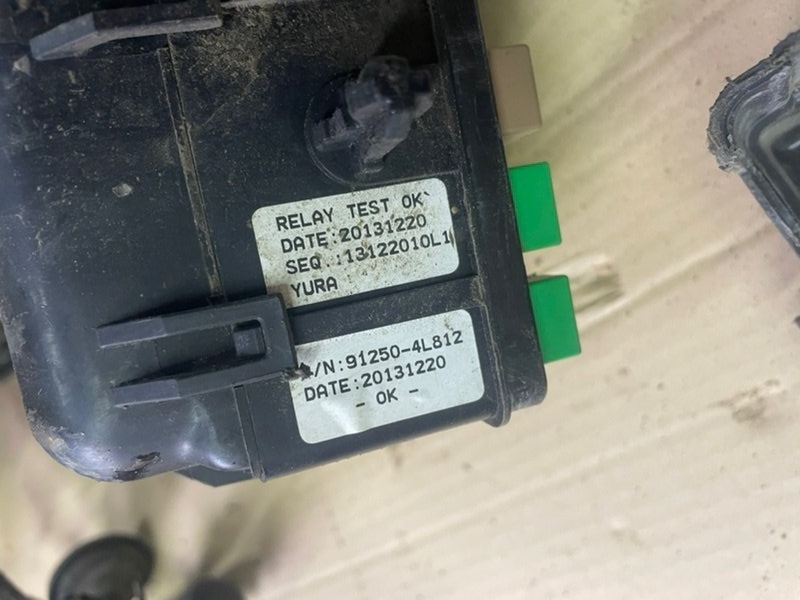 RELAY TEST OK
DATE:20131220
SEQ.:13122010L1
YURA
/N:91250-4L812
DATE:20131220
- OK -